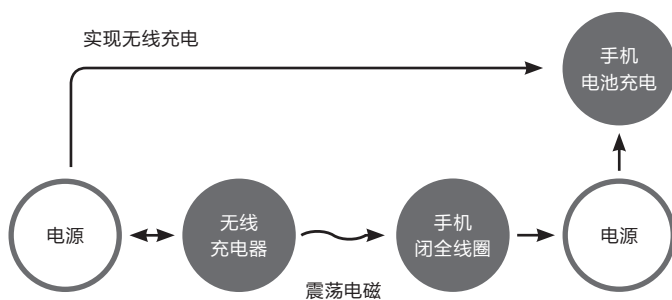 实现无线充电
手机
电池充电
电源
无线
充电器
手机
闭全线圈
电源
震荡电磁